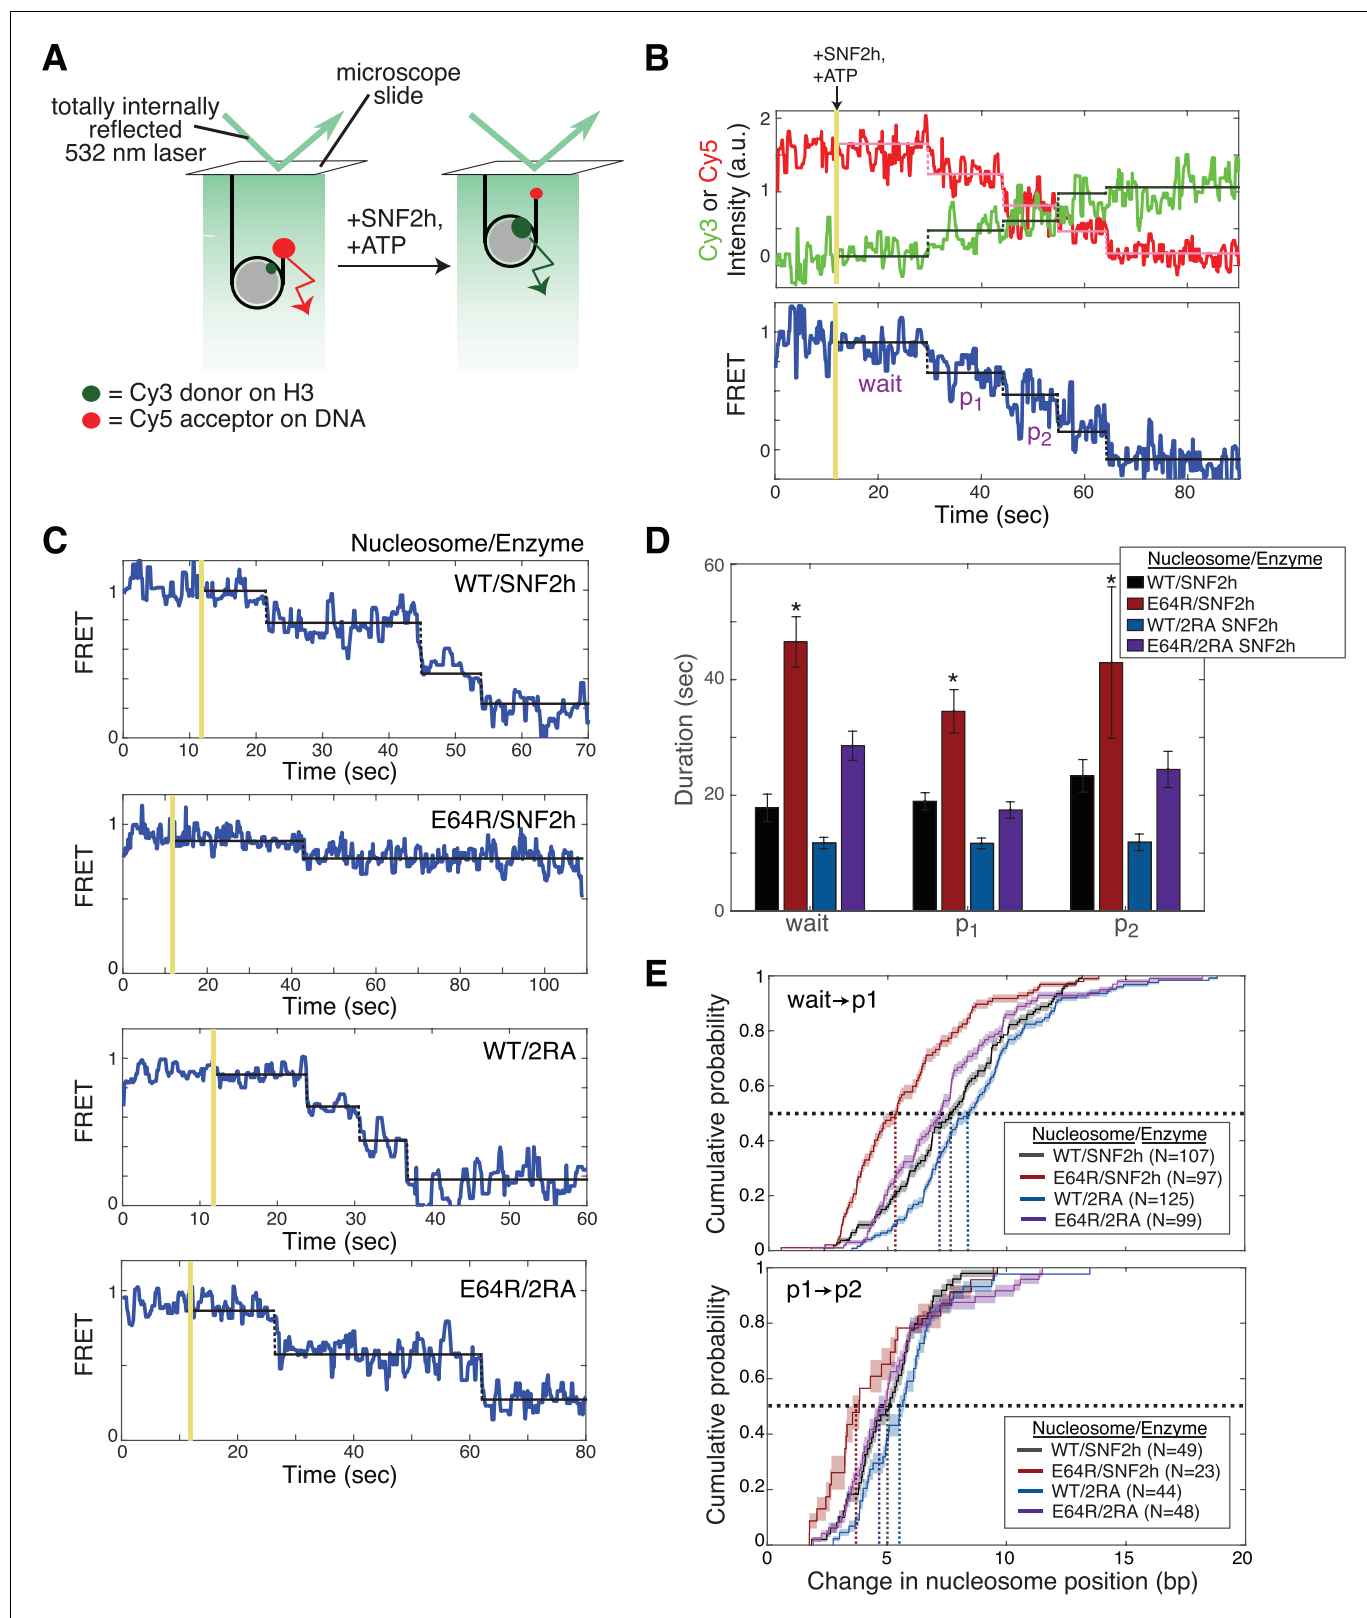 A
totally internally
reflected
532 nm laser
microscope
slide
+SNF2h,
+ATP
= Cy3 donor on H3
= Cy5 acceptor on DNA
B
+SNF2h,
+ATP
Cy3 or Cy5
Intensity (a.u.)
2
1
0
FRET
1
0
wait
p1
p2
0 20 40 60 80
Time (sec)
C
Nucleosome/Enzyme
WT/SNF2h
FRET
1
0
0 10 20 30 40 50 60 70
Time (sec)
E64R/SNF2h
FRET
1
0
0 20 40 60 80 100
Time (sec)
WT/2RA
FRET
1
0
0 10 20 30 40 50 60
Time (sec)
E64R/2RA
FRET
1
0
0 20 40 60 80
Time (sec)
D
Nucleosome/Enzyme
WT/SNF2h
E64R/SNF2h
WT/2RA SNF2h
E64R/2RA SNF2h
Duration (sec)
60
40
20
0
* * *
wait p1 p2
E
wait→p1
Cumulative probability
1
0.8
0.6
0.4
0.2
0
Nucleosome/Enzyme
WT/SNF2h (N=107)
E64R/SNF2h (N=97)
WT/2RA (N=125)
E64R/2RA (N=99)
p1→p2
Cumulative probability
1
0.8
0.6
0.4
0.2
0
Nucleosome/Enzyme
WT/SNF2h (N=49)
E64R/SNF2h (N=23)
WT/2RA (N=44)
E64R/2RA (N=48)
0 5 10 15 20
Change in nucleosome position (bp)